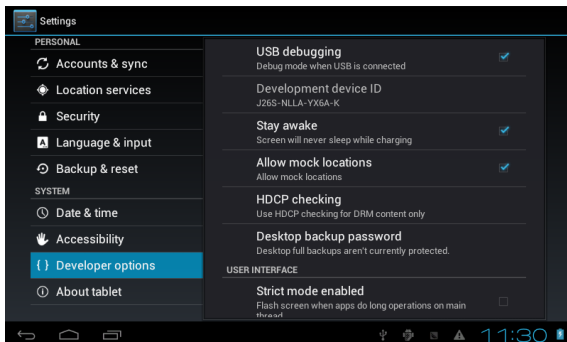 Settings
PERSONAL
Accounts & sync
Location services
Security
Language & input
Backup & reset
SYSTEM
Date & time
Accessibility
{ } Developer options
About tablet
USB debugging
Debug mode when USB is connected
Development device ID
J26S-NLLA-YX6A-K
Stay awake
Screen will never sleep while charging
Allow mock locations
Allow mock locations
HDCP checking
Use HDCP checking for DRM content only
Desktop backup password
Desktop full backups aren't currently protected.
USER INTERFACE
Strict mode enabled
Flash screen when apps do long operations on main
thread
11:30